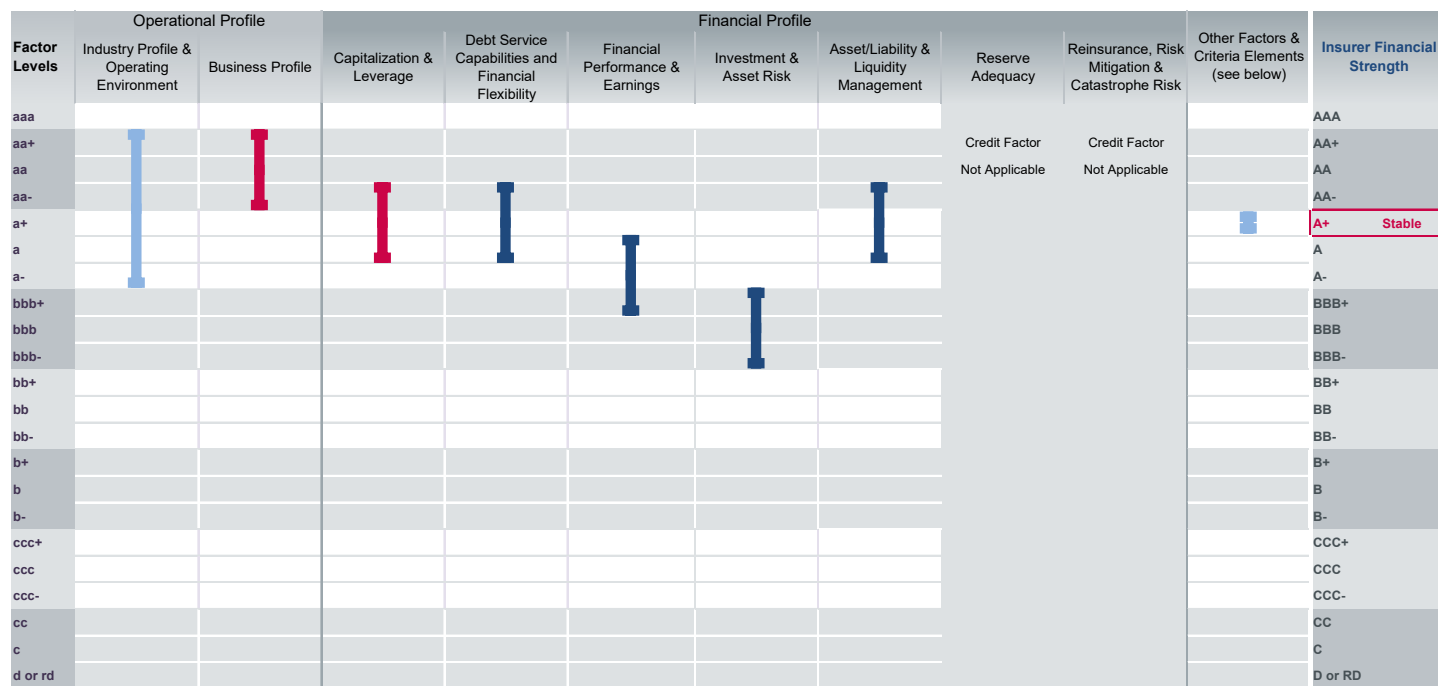 Operational Profile
Financial Profile
Factor
Levels
Industry Profile &
Operating
Environment
Business Profile
Capitalization &
Leverage
Debt Service
Capabilities and
Financial
Flexibility
Financial
Performance &
Earnings
Investment &
Asset Risk
Asset/Liability &
Liquidity
Management
Reserve
Adequacy
Reinsurance, Risk
Mitigation &
Catastrophe Risk
Other Factors &
Criteria Elements
(see below)
Insurer Financial
Strength
aaa AAA
aa+ Credit Factor Credit Factor AA+
aa Not Applicable Not Applicable AA
aa- AA-
a+ A+ Stable
a A
a- A-
bbb+ BBB+
bbb BBB
bbb- BBB-
bb+ BB+
bb BB
bb- BB-
b+ B+
b B
b- B-
ccc+ CCC+
ccc CCC
ccc- CCC-
cc CC
c C
d or rd D or RD